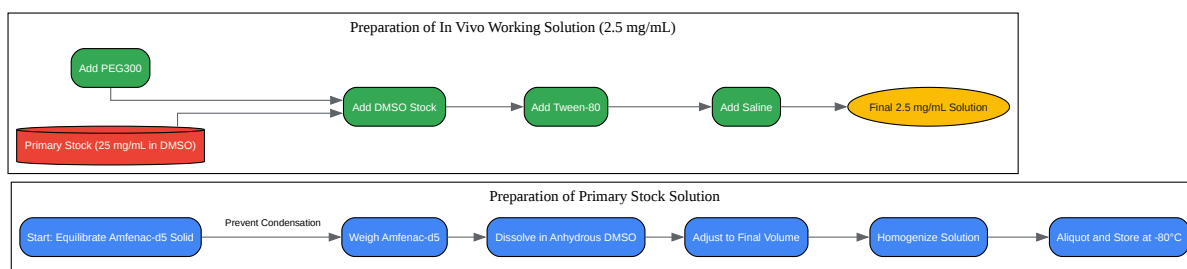 Preparation of In Vivo Working Solution (2.5 mg/mL)
Add PEG300
Primary Stock (25 mg/mL in DMSO)
Add DMSO Stock
Add Tween-80
Add Saline
Final 2.5 mg/mL Solution
Preparation of Primary Stock Solution
Start: Equilibrate Amfenac-d5 Solid
Prevent Condensation
Weigh Amfenac-d5
Dissolve in Anhydrous DMSO
Adjust to Final Volume
Homogenize Solution
Aliquot and Store at -80°C